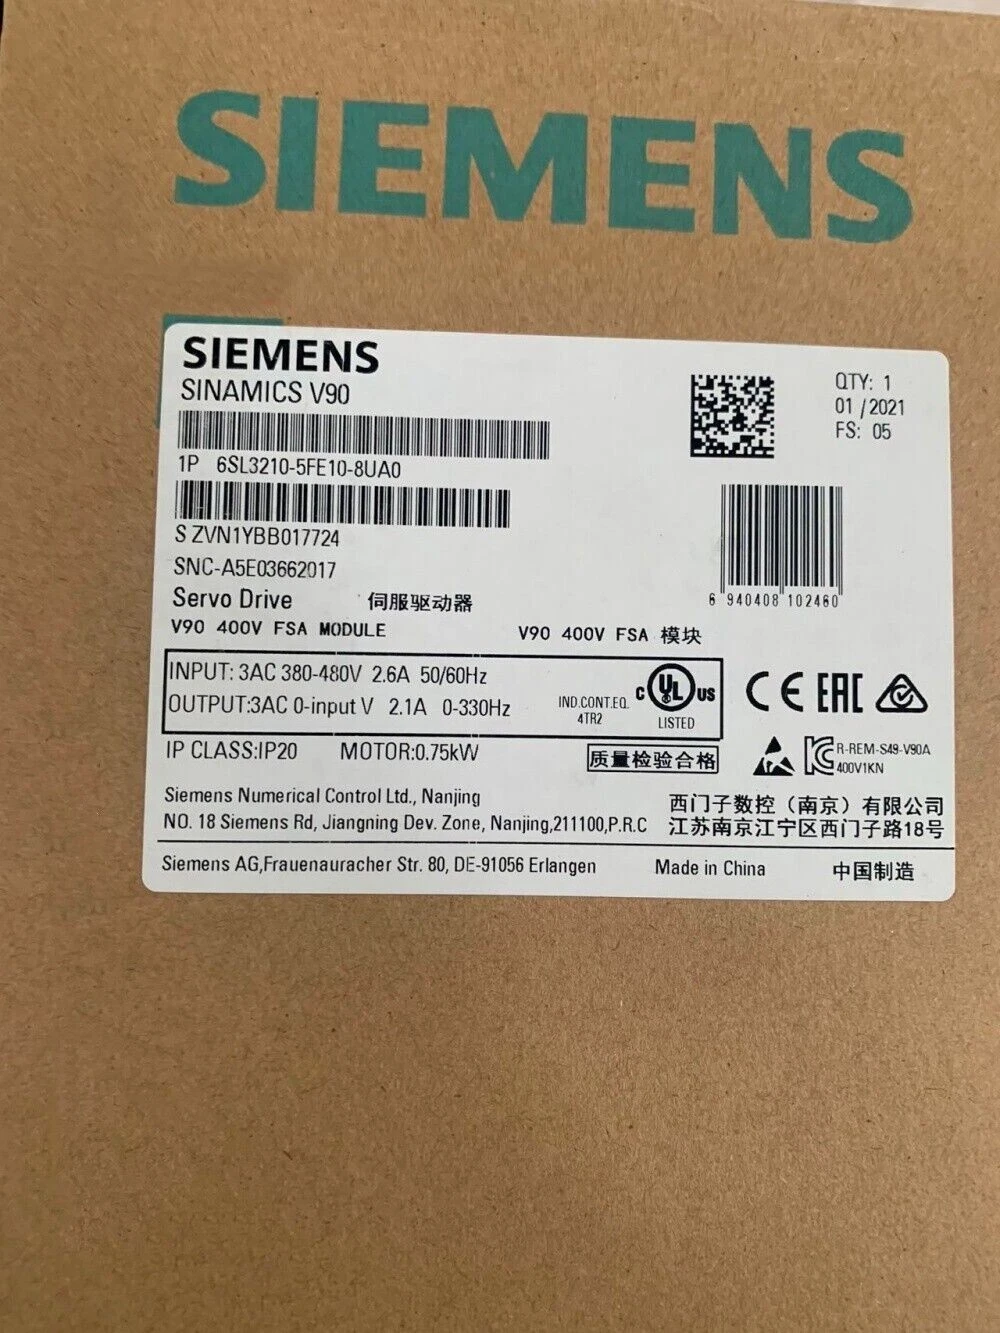 SIEMENS
SIEMENS
SINAMICS V90
QTY: 1
01 /2021
FS: 05
1P 6SL3210-5FE10-8UA0
S ZVN1YBB017724
SNC-A5E03662017
Servo Drive 伺服驱动器
6 940408 102460
V90 400V FSA MODULE V90 400V FSA 模块
INPUT: 3AC 380-480V 2.6A 50/60Hz
OUTPUT:3AC 0-input V 2.1A 0-330Hz
IND.CONT.EQ.
4TR2
C UL US
LISTED
CE EAC
IP CLASS:IP20 MOTOR:0.75kW
质量检验合格
R-REM-S49-V90A
400V1KN
Siemens Numerical Control Ltd., Nanjing 西门子数控（南京）有限公司
NO. 18 Siemens Rd, Jiangning Dev. Zone, Nanjing,211100,P.R.C 江苏南京江宁区西门子路18号
Siemens AG,Frauenauracher Str. 80, DE-91056 Erlangen Made in China 中国制造